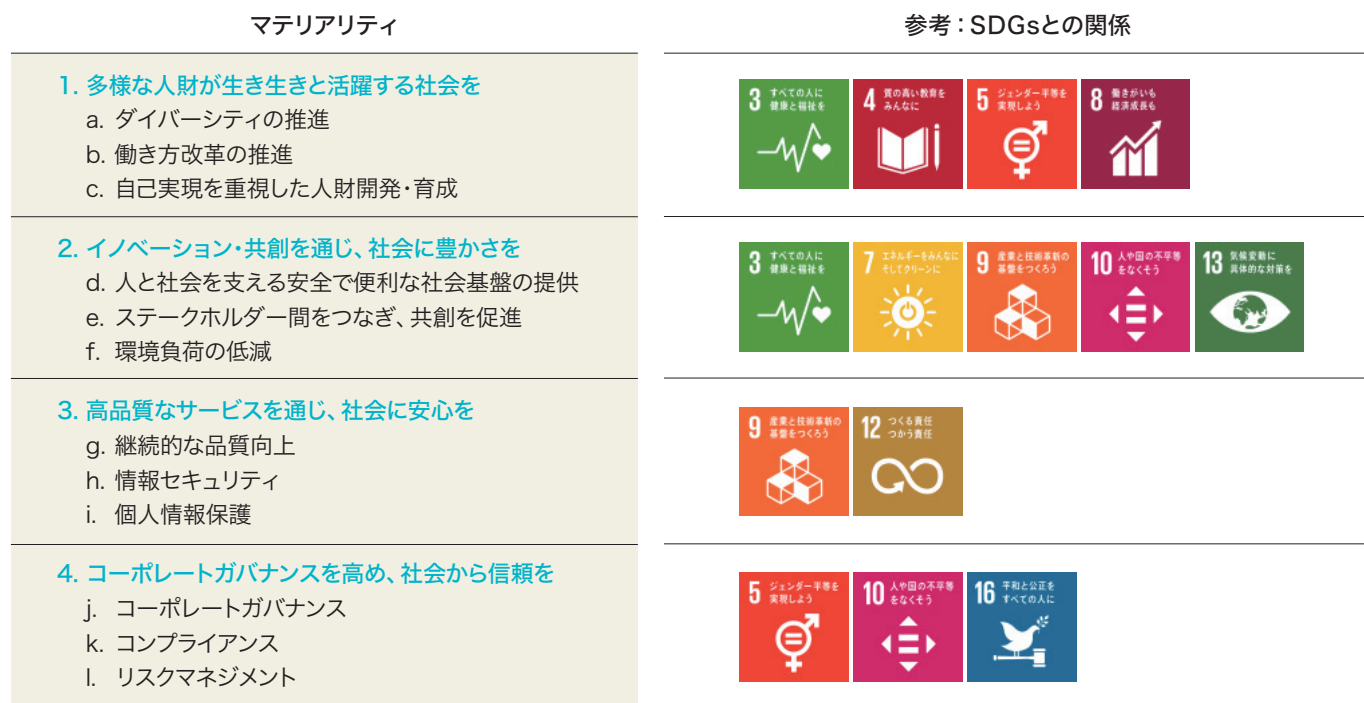 マテリアリティ
参考：SDGsとの関係
1. 多様な人財が生き生きと活躍する社会を
a. ダイバーシティの推進
b. 働き方改革の推進
c. 自己実現を重視した人財開発・育成
3 すべての人に
健康と福祉を
4 質の高い教育を
みんなに
5 ジェンダー平等を
実現しよう
8 働きがいも
経済成長も
2. イノベーション・共創を通じ、社会に豊かさを
d. 人と社会を支える安全で便利な社会基盤の提供
e. ステークホルダー間をつなぎ、共創を促進
f. 環境負荷の低減
3 すべての人に
健康と福祉を
7 エネルギーをみんなに
そしてクリーンに
9 産業と技術革新の
基盤をつくろう
10 人や国の不平等
をなくそう
13 気候変動に
具体的な対策を
3. 高品質なサービスを通じ、社会に安心を
g. 継続的な品質向上
h. 情報セキュリティ
i. 個人情報保護
9 産業と技術革新の
基盤をつくろう
12 つくる責任
つかう責任
4. コーポレートガバナンスを高め、社会から信頼を
j. コーポレートガバナンス
k. コンプライアンス
l. リスクマネジメント
5 ジェンダー平等を
実現しよう
10 人や国の不平等
をなくそう
16 平和と公正を
すべての人に